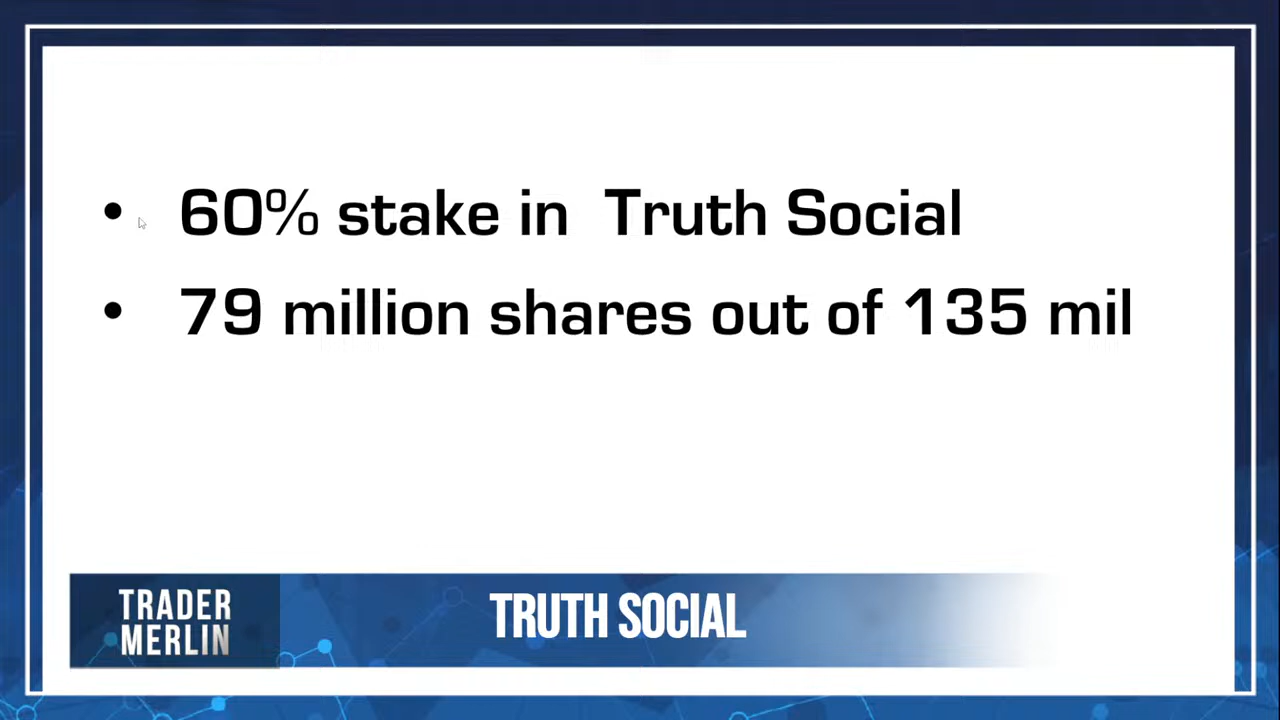 • 60% stake in Truth Social
• 79 million shares out of 135 mil
TRADER
MERLIN
TRUTH SOCIAL